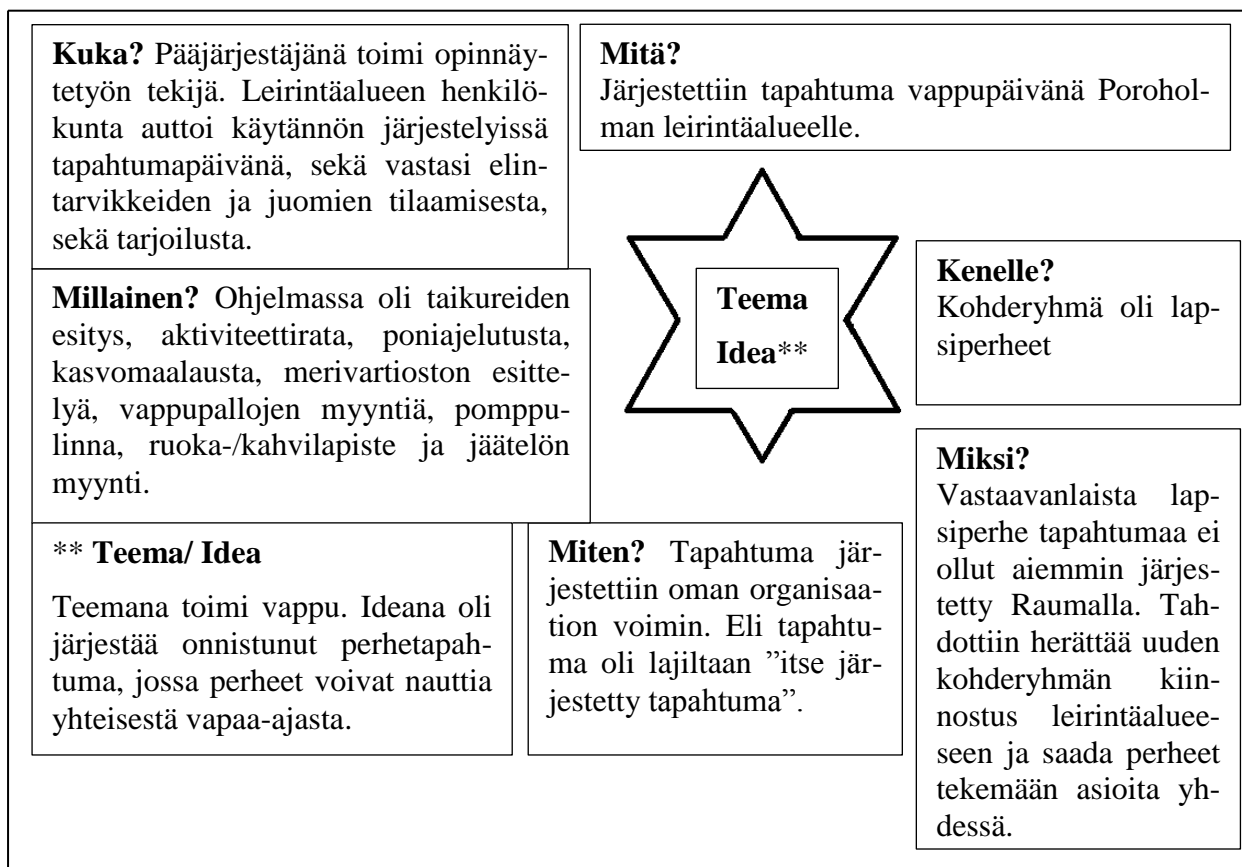 Kuka? Pääjärjestäjänä toimi opinnäy-
tetyön tekijä. Leirintäalueen henkilö-
kunta auttoi käytännön järjestelyissä
tapahtumapäivänä, sekä vastasi elin-
tarvikkeiden ja juomien tilaamisesta,
sekä tarjoilusta.
Mitä?
Järjestettiin tapahtuma vappupäivänä Porohol-
man leirintäalueelle.
Millainen? Ohjelmassa oli taikureiden
esitys, aktiviteettirata, poniajelutusta,
kasvomaalausta, merivartioston esitte-
lyä, vappupallojen myyntiä, pomppu-
linna, ruoka-/kahvilapiste ja jäätelön
myynti.
Teema
Idea**
Kenelle?
Kohderyhmä oli lap-
siperheet
** Teema/ Idea
Teemana toimi vappu. Ideana oli
järjestää onnistunut perhetapah-
tuma, jossa perheet voivat nauttia
yhteisestä vapaa-ajasta.
Miten? Tapahtuma jär-
jestettiin oman organisaa-
tion voimin. Eli tapahtu-
ma oli lajiltaan ”itse jär-
jestetty tapahtuma”.
Miksi?
Vastaavanlaista lap-
siperhe tapahtumaa ei
ollut aiemmin järjes-
tetty Raumalla. Tah-
dottiin herättää uuden
kohderyhmän kiin-
nostus leirintäaluee-
seen ja saada perheet
tekemään asioita yh-
dessä.